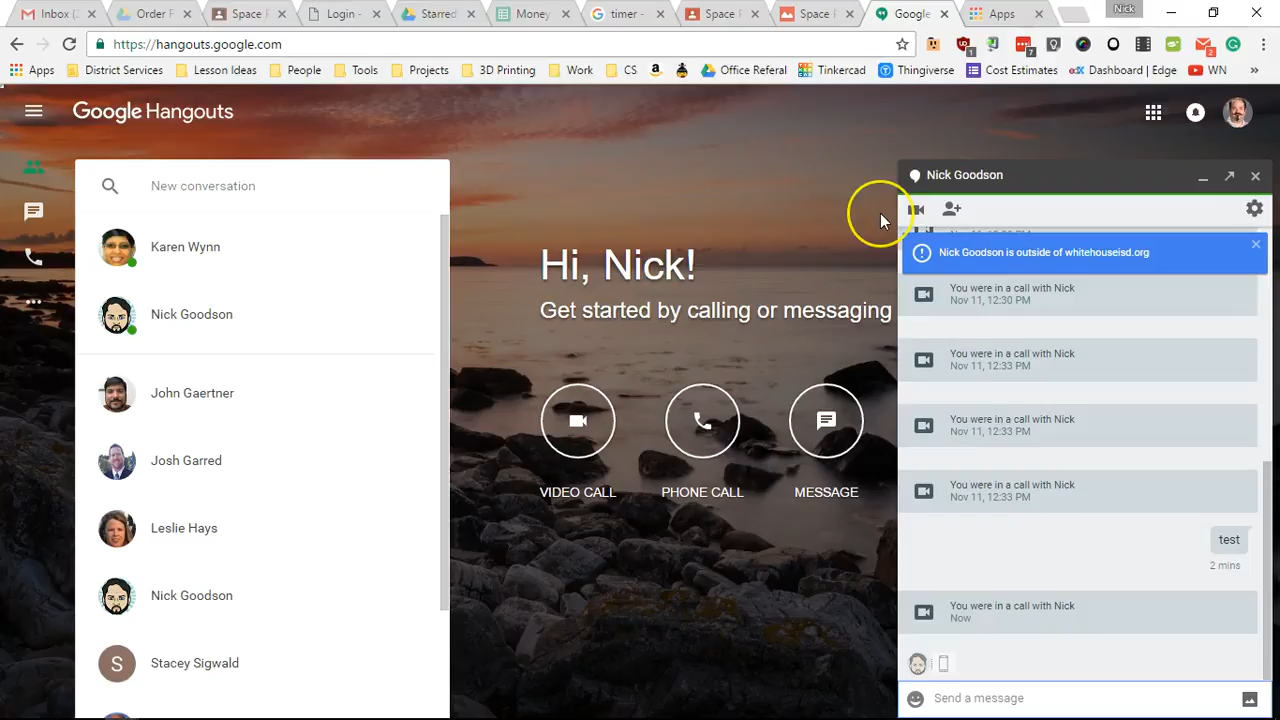 Inbox (3
Order F
Space F
Login -
Starred
Money
timer -
Space F
Space F
Google
Apps
Nick
https://hangouts.google.com
1
7
2
Apps
District Services
Lesson Ideas
People
Tools
Projects
3D Printing
Work
CS
Office Referal
Tinkercad
Thingiverse
Cost Estimates
edX
Dashboard | Edge
WN
»
Google Hangouts
New conversation
Karen Wynn
Nick Goodson
John Gaertner
Josh Garred
Leslie Hays
Nick Goodson
S
Stacey Sigwald
Hi, Nick!
Get started by calling or messaging
VIDEO CALL
PHONE CALL
MESSAGE
Nick Goodson
Nick Goodson is outside of whitehouseisd.org
You were in a call with Nick
Nov 11, 12:30 PM
You were in a call with Nick
Nov 11, 12:33 PM
You were in a call with Nick
Nov 11, 12:33 PM
You were in a call with Nick
Nov 11, 12:33 PM
test
2 mins
You were in a call with Nick
Now
Send a message